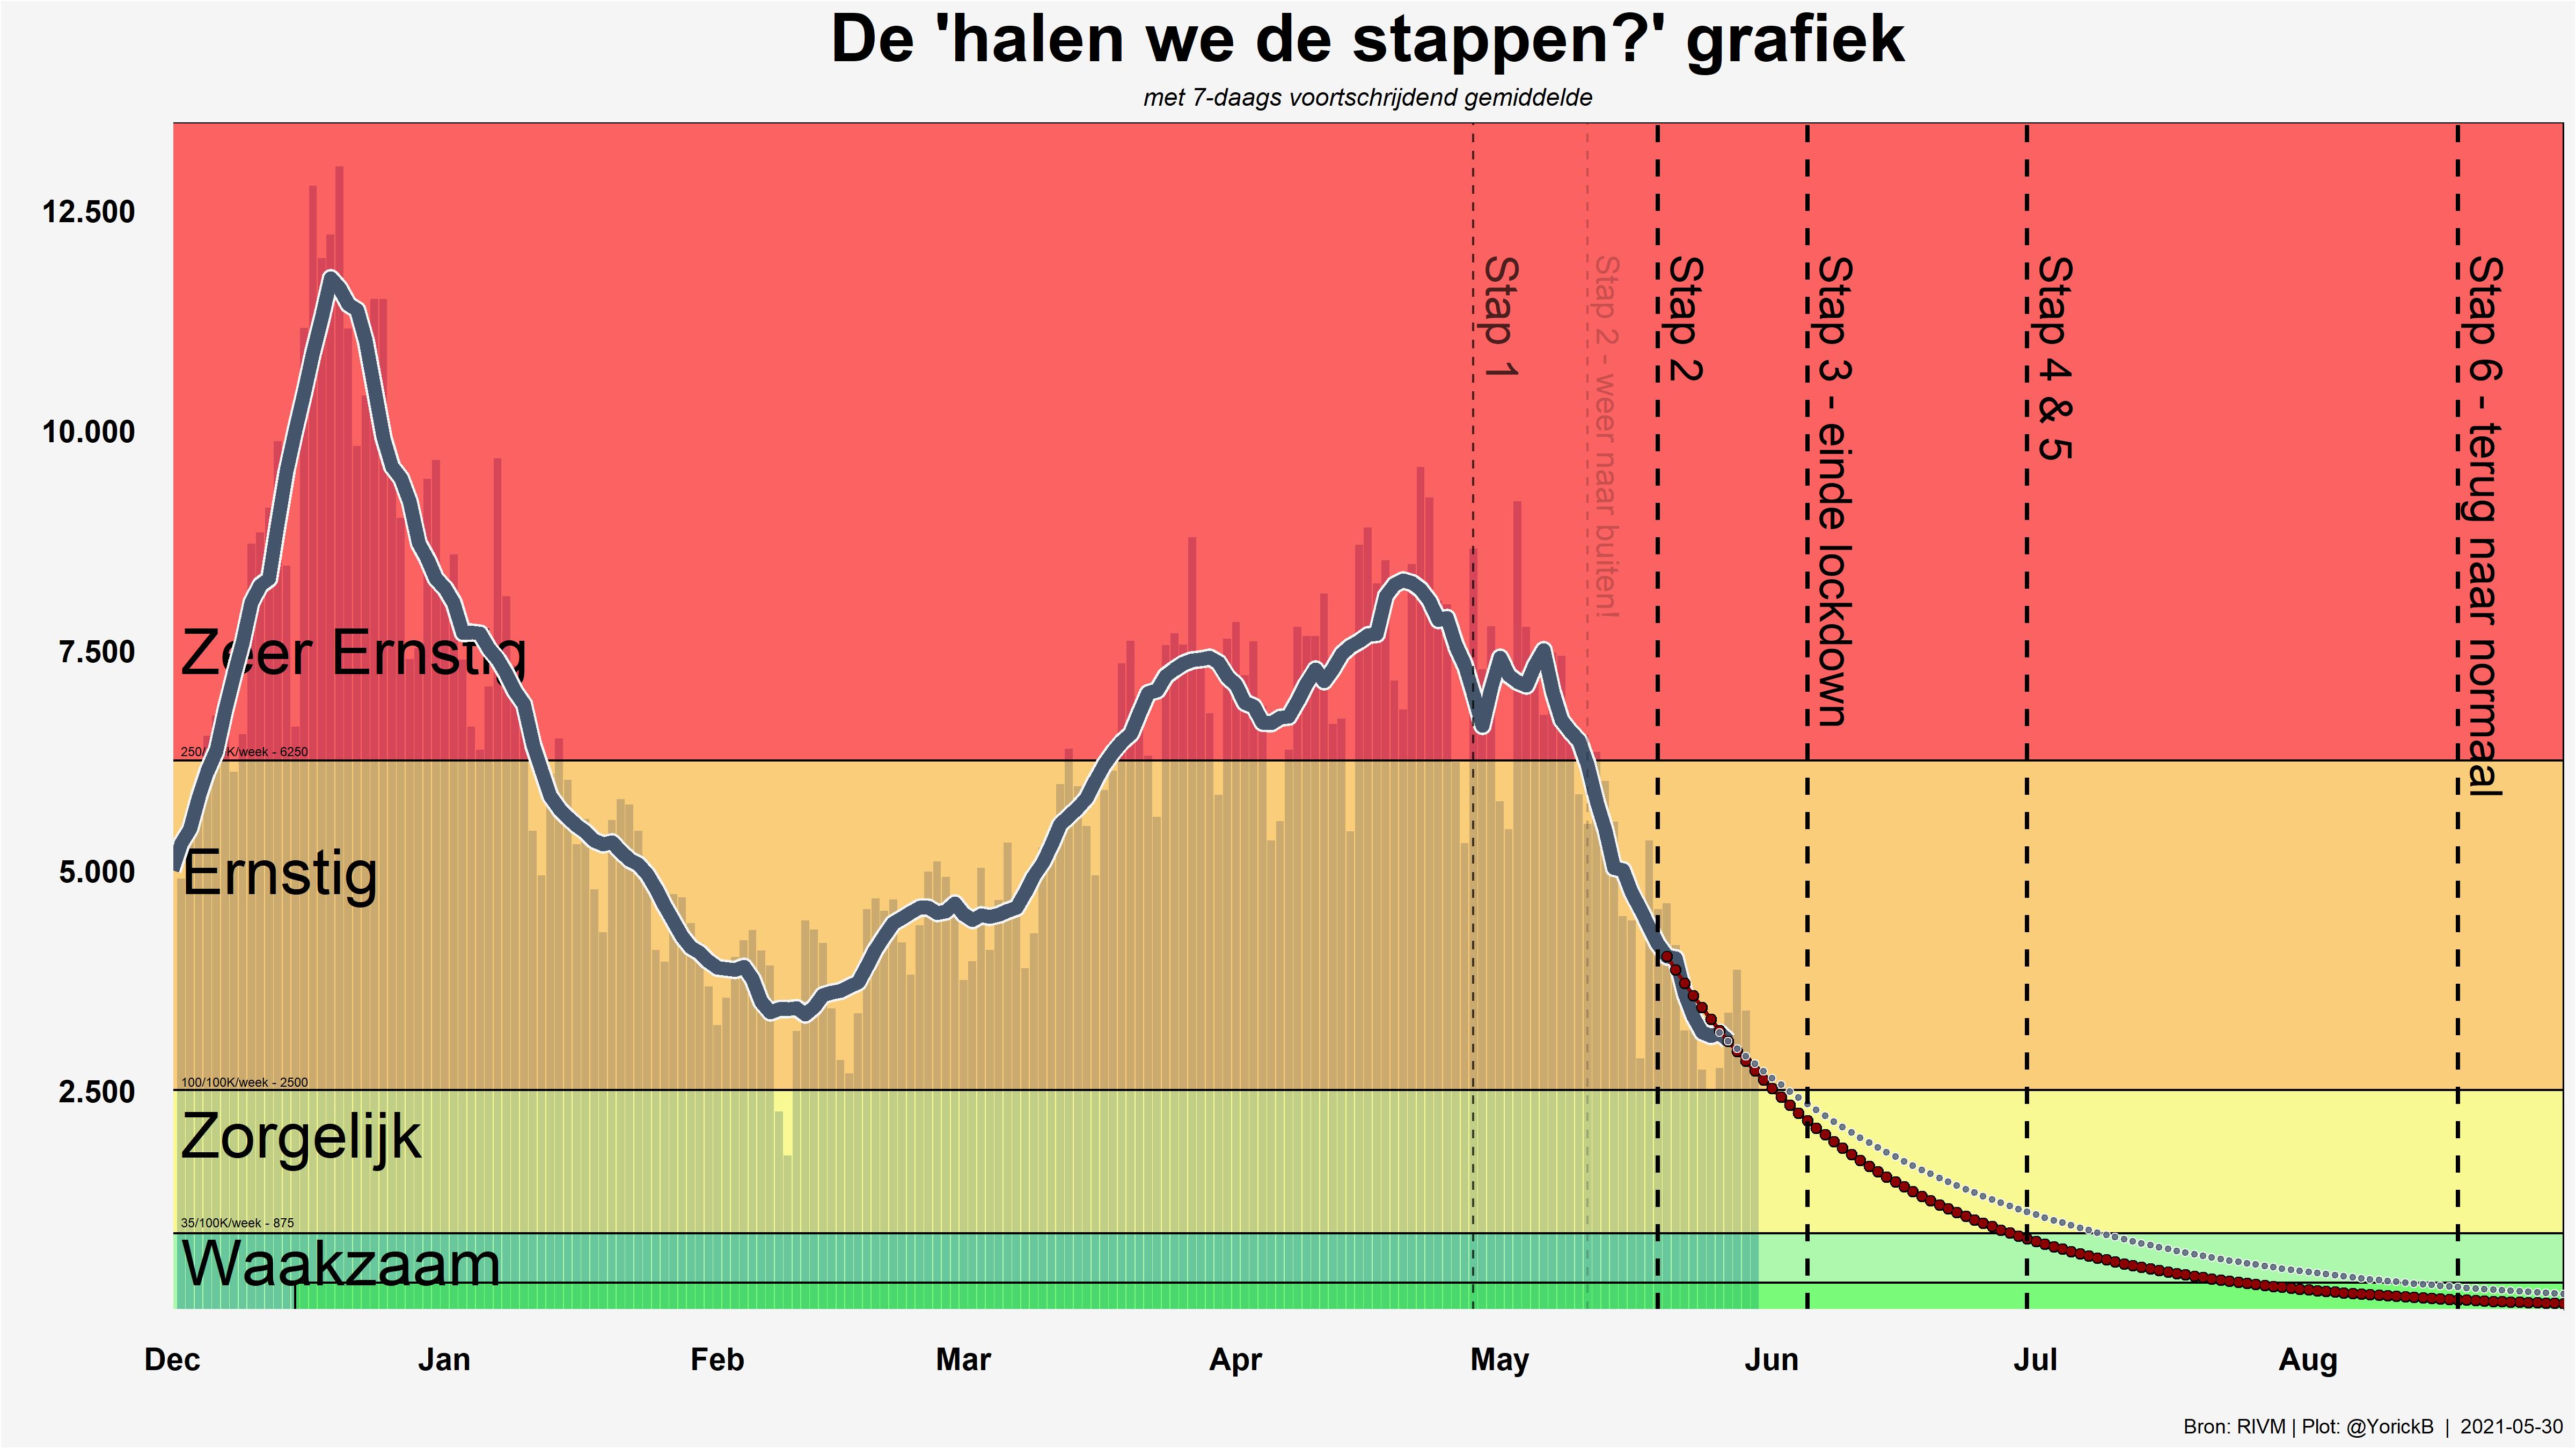 De 'halen we de stappen?' grafiek
met 7-daags voortschrijdend gemiddelde
12.500
10.000
7.500
5.000
2.500
Stap 1
Stap 2 - weer naar buiten!
Stap 2
Stap 3 - einde lockdown
Stap 4 & 5
Stap 6 - terug naar normaal
Zeer Ernstig
250/100K/week - 6250
Ernstig
100/100K/week - 2500
Zorgelijk
35/100K/week - 875
Waakzaam
Dec Jan Feb Mar Apr May Jun Jul Aug
Bron: RIVM | Plot: @YorickB | 2021-05-30